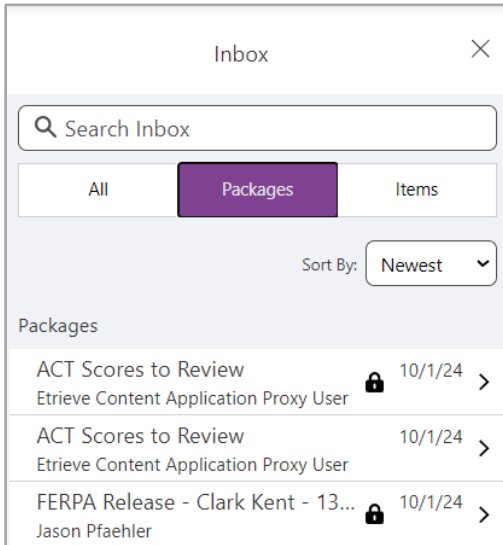 Inbox
Search Inbox
All Packages Items
Sort By: Newest
Packages
ACT Scores to Review 10/1/24
Etrieve Content Application Proxy User
ACT Scores to Review 10/1/24
Etrieve Content Application Proxy User
FERPA Release - Clark Kent - 13... 10/1/24
Jason Pfaehler